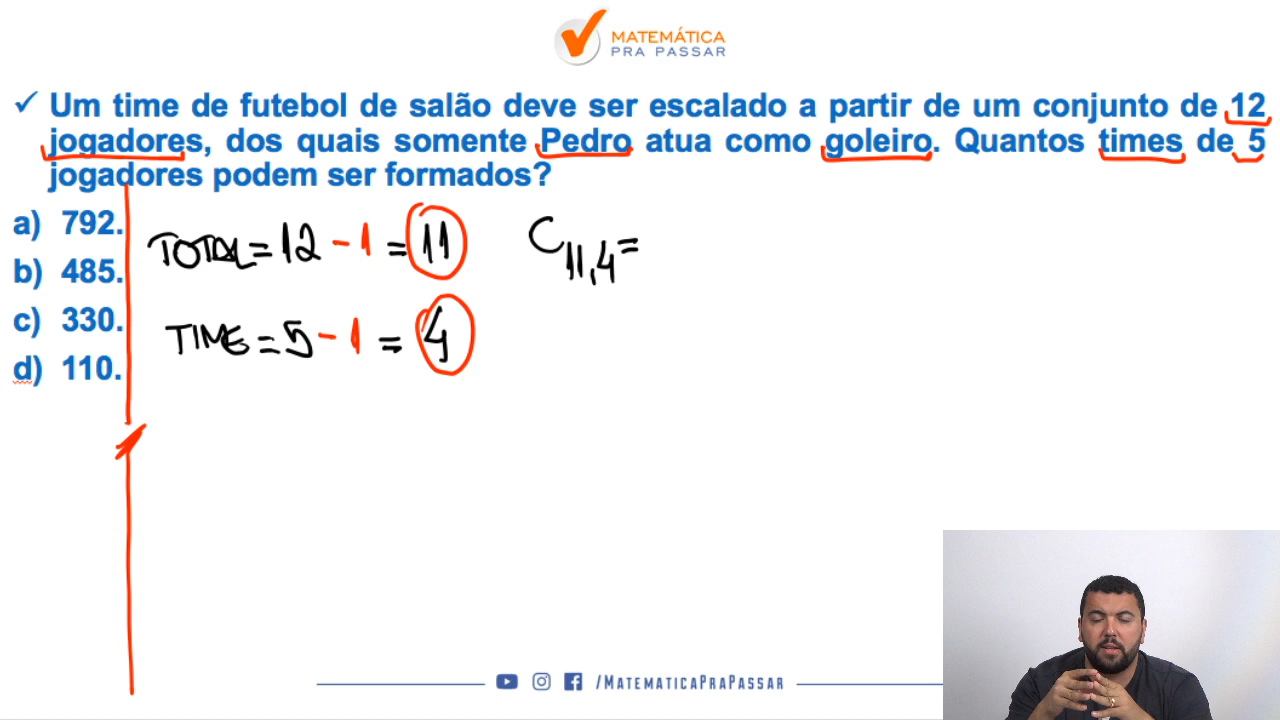 MATEMÁTICA
PRA PASSAR
✓ Um time de futebol de salão deve ser escalado a partir de um conjunto de 12
jogadores, dos quais somente Pedro atua como goleiro. Quantos times de 5
jogadores podem ser formados?
a) 792.
b) 485.
c) 330.
d) 110.
TOTAL = 12 - 1 = 11
C11,4 =
TIME = 5 - 1 = 4
/MATEMATICAPRAPASSAR